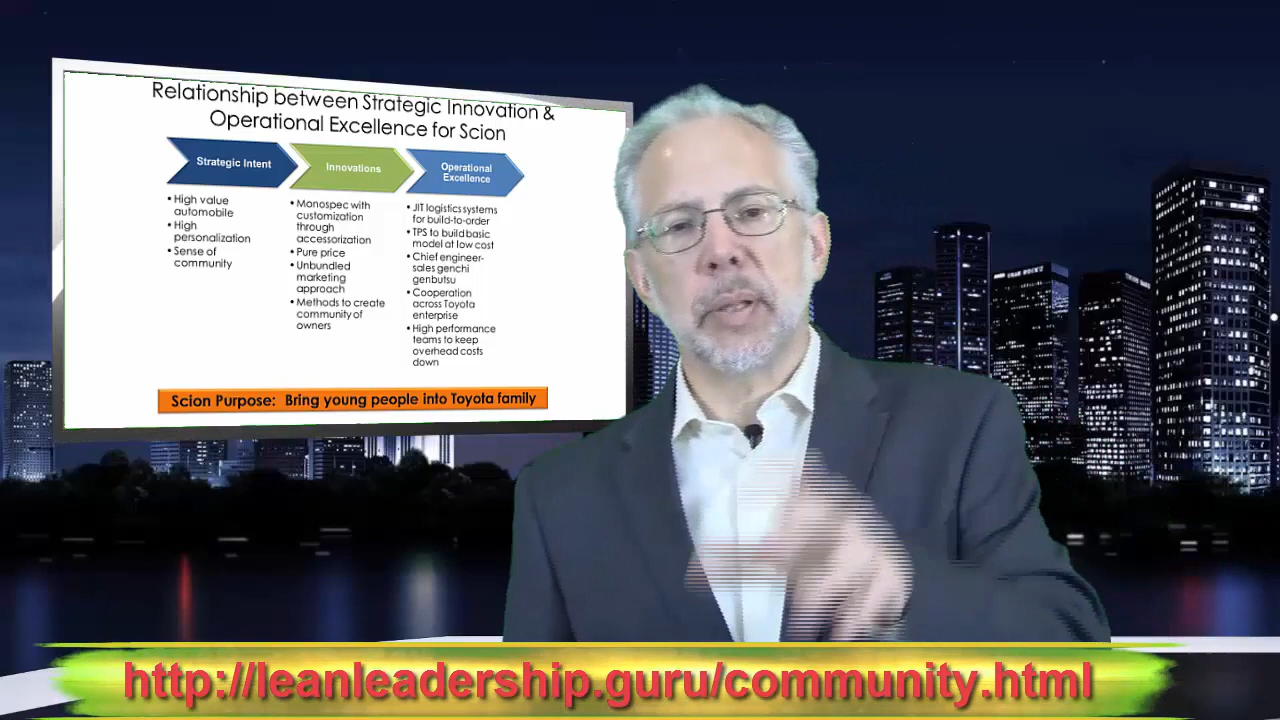 Relationship between Strategic Innovation &
Operational Excellence for Scion
Strategic Intent
• High value
automobile
• High
personalization
• Sense of
community
Innovations
• Monospec with
customization
through
accessorization
• Pure price
• Unbundled
marketing
approach
• Methods to create
community of
owners
Operational
Excellence
• JIT logistics systems
for build-to-order
• TPS to build basic
model at low cost
• Chief engineer-
sales genchi
genbutsu
• Cooperation
across Toyota
enterprise
• High performance
teams to keep
overhead costs
down
Scion Purpose: Bring young people into Toyota family
http://leanleadership.guru/community.html